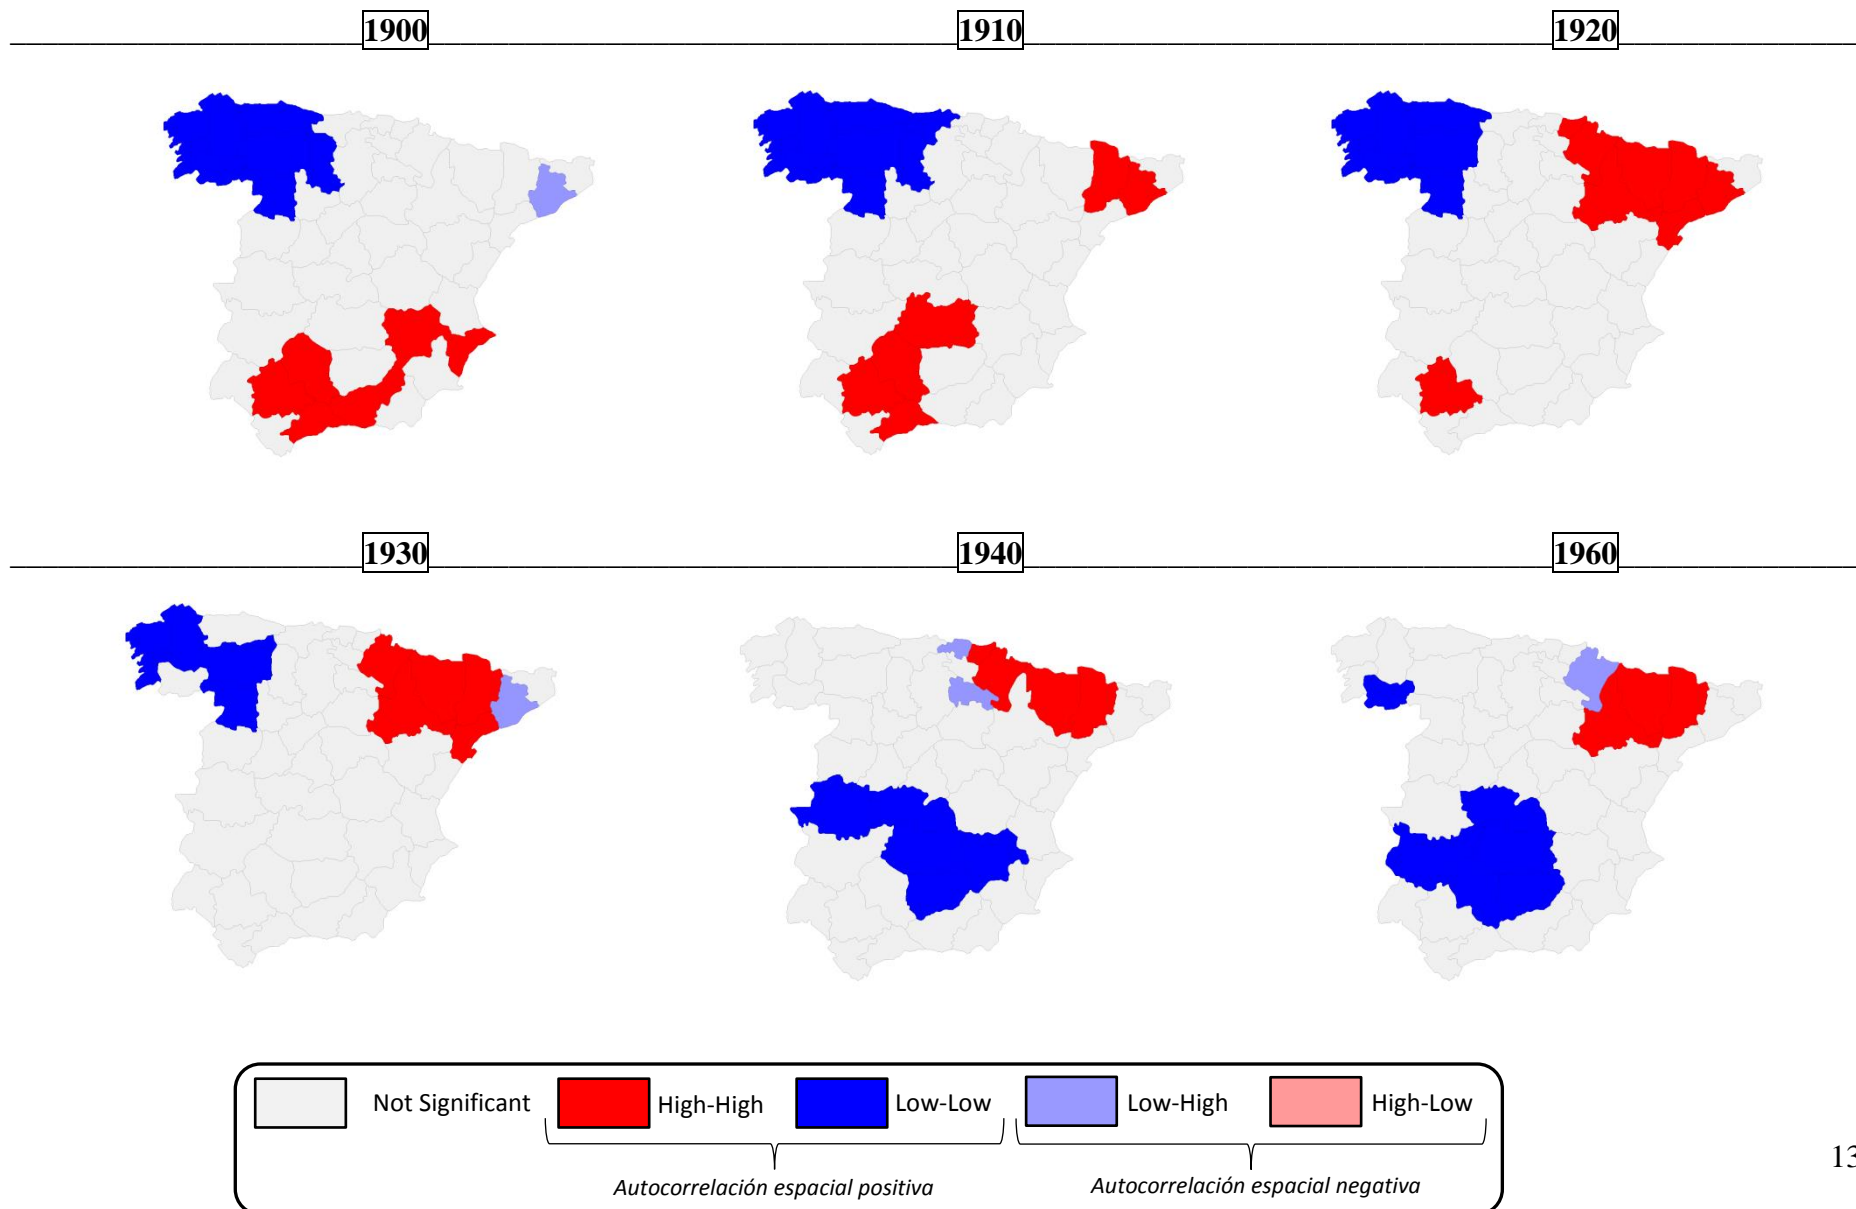 1900 1910 1920
1930 1940 1960
Not Significant High-High Low-Low Low-High High-Low
13
Autocorrelación espacial positiva Autocorrelación espacial negativa